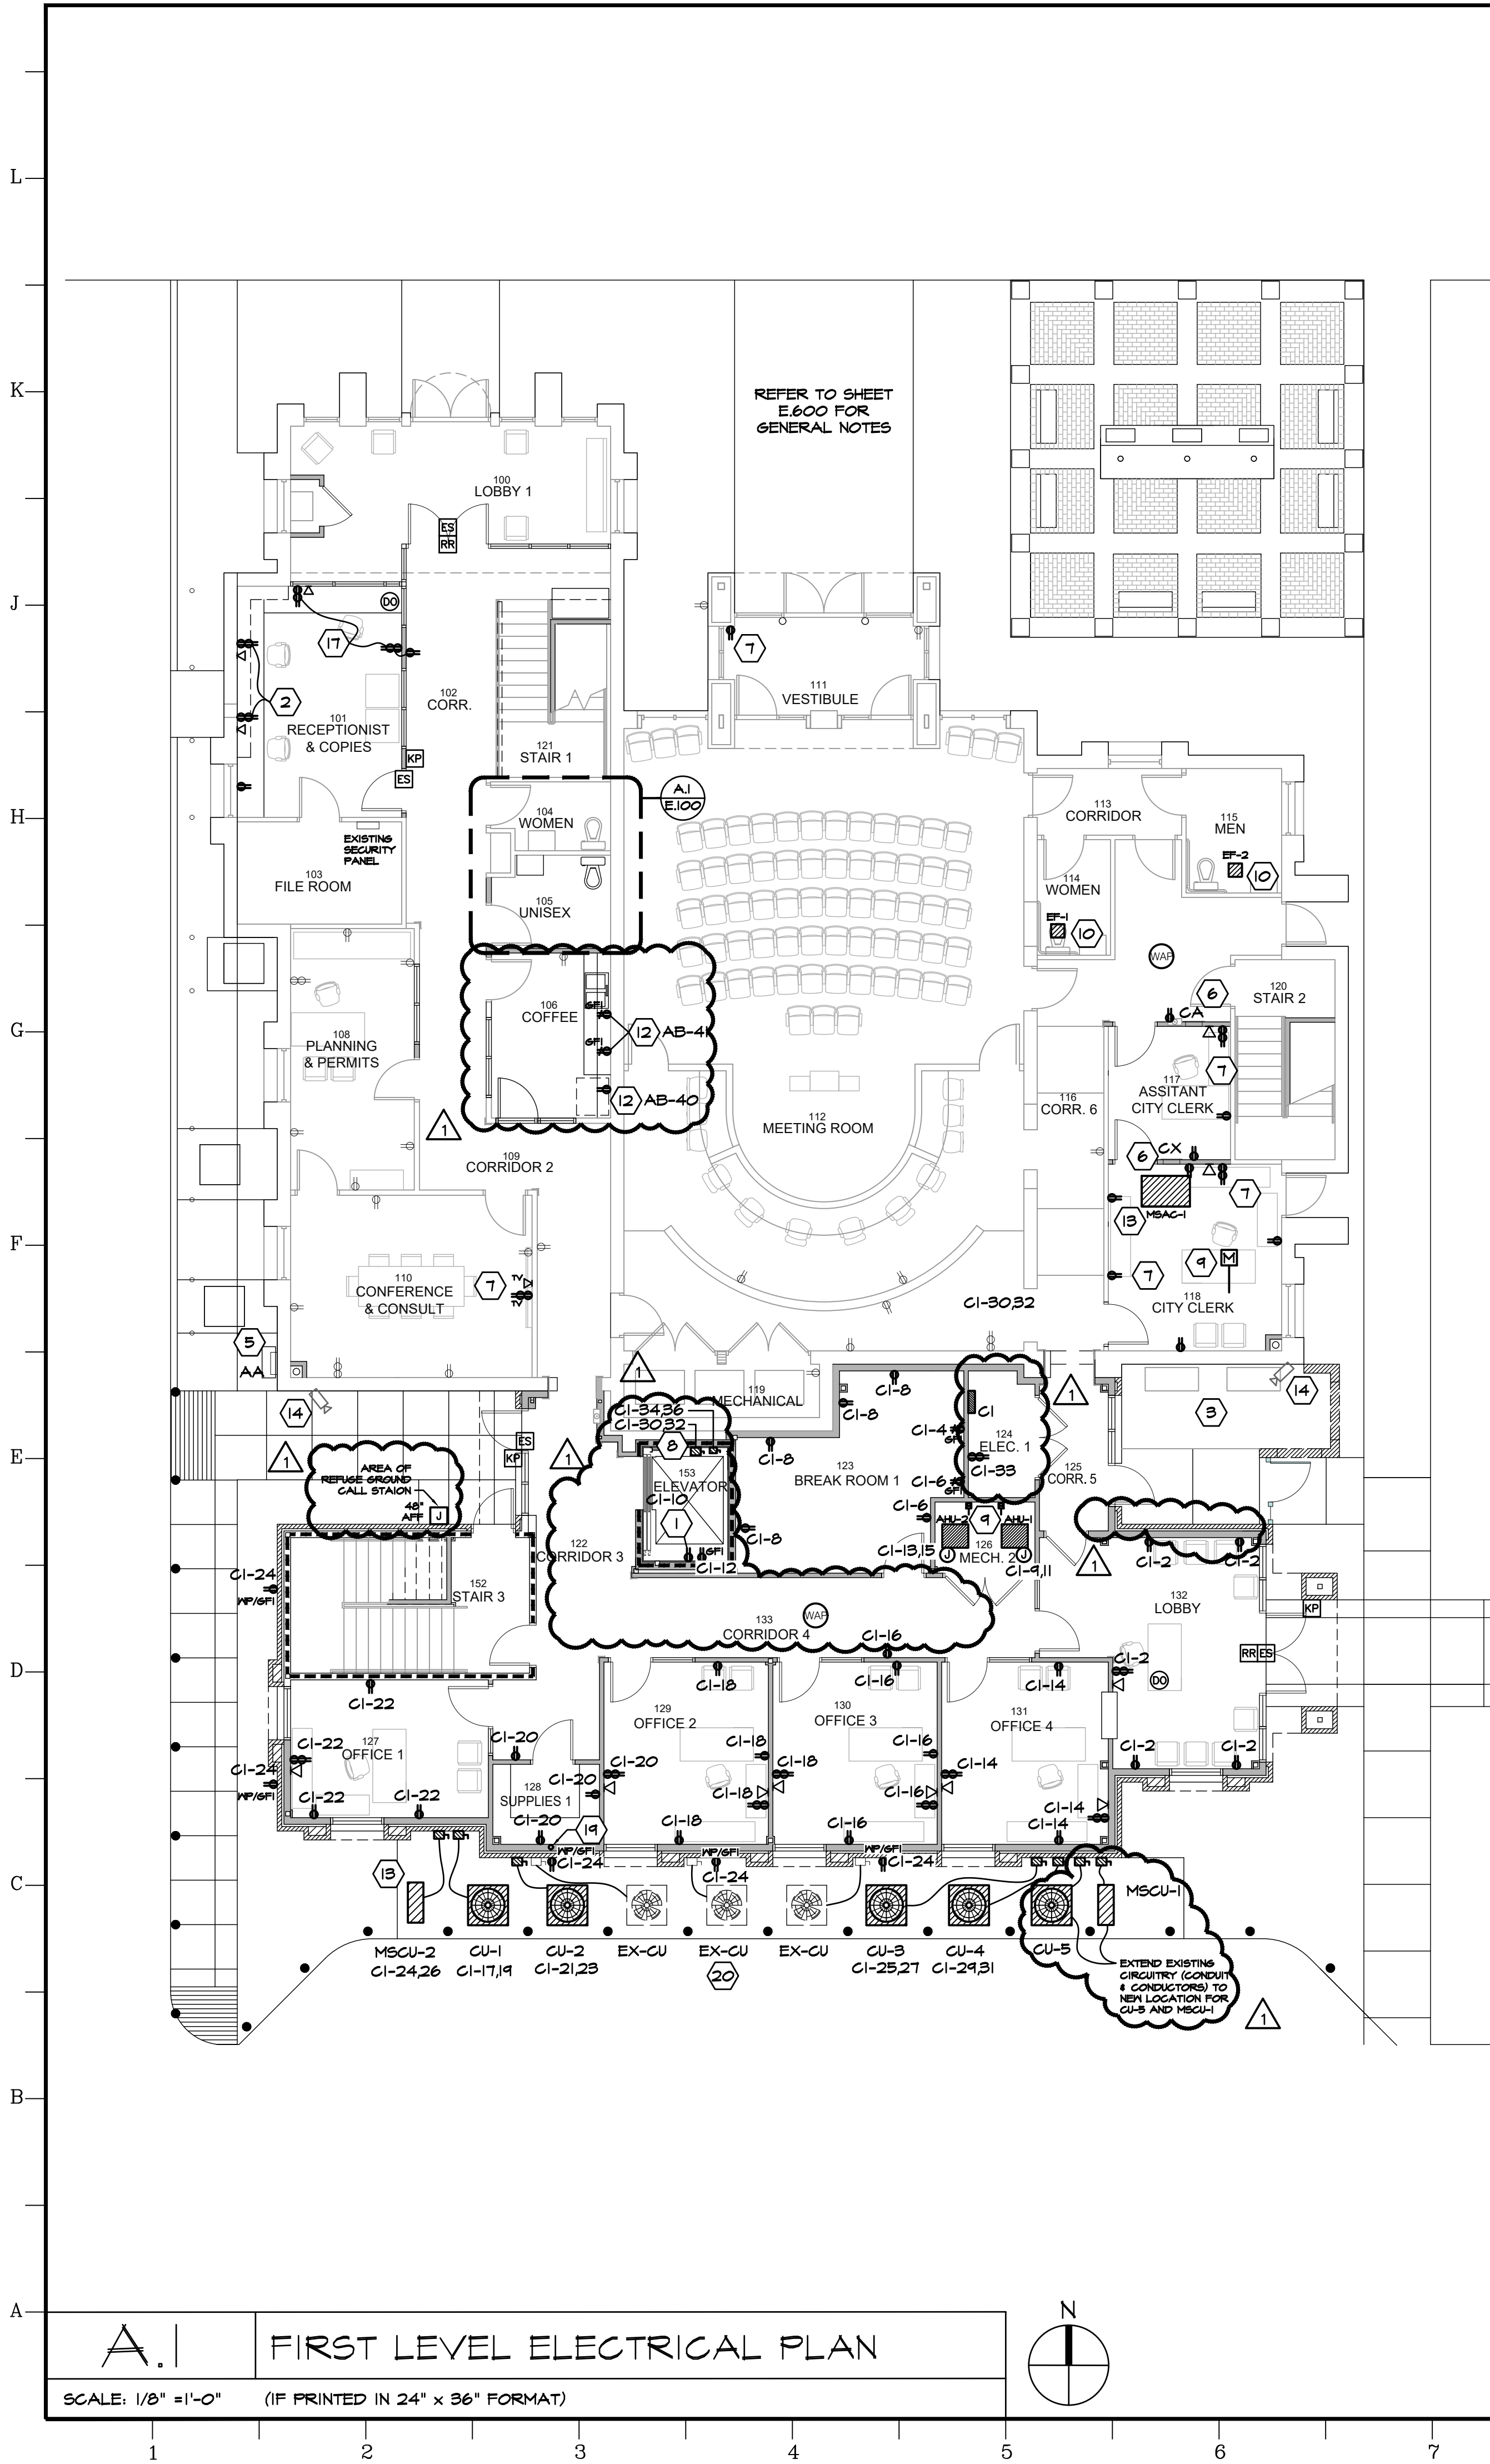 L
K
REFER TO SHEET
E.600 FOR
GENERAL NOTES
100
LOBBY 1
ES
RR
J
DO
17
7
111
VESTIBULE
2
102
CORR.
101
RECEPTIONIST
& COPIES
KP
ES
121
STAIR 1
A.1
E.100
H
104
WOMEN
113
CORRIDOR
115
MEN
EXISTING
SECURITY
PANEL
103
FILE ROOM
EF-2
10
114
WOMEN
105
UNISEX
EF-1
10
WAP
6
120
STAIR 2
CA
G
106
COFFEE
GFI
GFI
12
AB-41
12
AB-40
108
PLANNING
& PERMITS
1
7
117
ASSITANT
CITY CLERK
116
CORR. 6
112
MEETING ROOM
109
CORRIDOR 2
6
CX
7
13
MSAC-1
F
9
M
7
118
CITY CLERK
110
CONFERENCE
& CONSULT
7
TV
TV
C1-30,32
5
AA
1
119
MECHANICAL
C1-8
C1-8
C1
1
3
14
14
C1-34,36
C1-30,32
8
C1-4
GFI
124
ELEC. 1
E
1
1
ES
KP
AREA OF
REFUGE GROUND
CALL STAION
48"
AFF
J
153
ELEVATOR
C1-10
1
C1-8
123
BREAK ROOM 1
C1-33
125
CORR. 5
C1-6
GFI
C1-6
AHU-2
9
AHU-1
C1-8
122
CORRIDOR 3
GFI
C1-12
C1-13,15
J
126
MECH. 2
J
C1-9,11
1
C1-2
C1-2
C1-24
WP/GFI
152
STAIR 3
132
LOBBY
KP
WAP
133
CORRIDOR 4
C1-16
D
RR
ES
C1-22
C1-18
C1-16
C1-14
C1-2
DO
129
OFFICE 2
130
OFFICE 3
131
OFFICE 4
127
OFFICE 1
C1-22
C1-24
WP/GFI
C1-20
C1-20
C1-18
C1-18
C1-16
C1-14
C1-2
C1-2
128
SUPPLIES 1
C1-20
C1-18
C1-16
C1-14
C1-22
C1-22
C1-20
19
C1-18
C1-16
C1-14
WP/GFI
C1-24
WP/GFI
C1-24
WP/GFI
C1-24
C
13
MSCU-1
MSCU-2
C1-24,26
CU-1
C1-17,19
CU-2
C1-21,23
EX-CU
EX-CU
20
EX-CU
CU-3
C1-25,27
CU-4
C1-29,31
CU-5
EXTEND EXISTING
CIRCUITRY (CONDUIT
& CONDUCTORS) TO
NEW LOCATION FOR
CU-5 AND MSCU-1
1
B
A
A.1
FIRST LEVEL ELECTRICAL PLAN
N
SCALE: 1/8" =1'-0" (IF PRINTED IN 24" x 36" FORMAT)
1 2 3 4 5 6 7